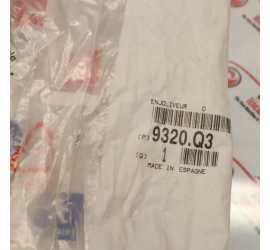 ENJOLIVEUR D
(P) 9320.Q3
(Q) 1
MADE IN ESPAGNE